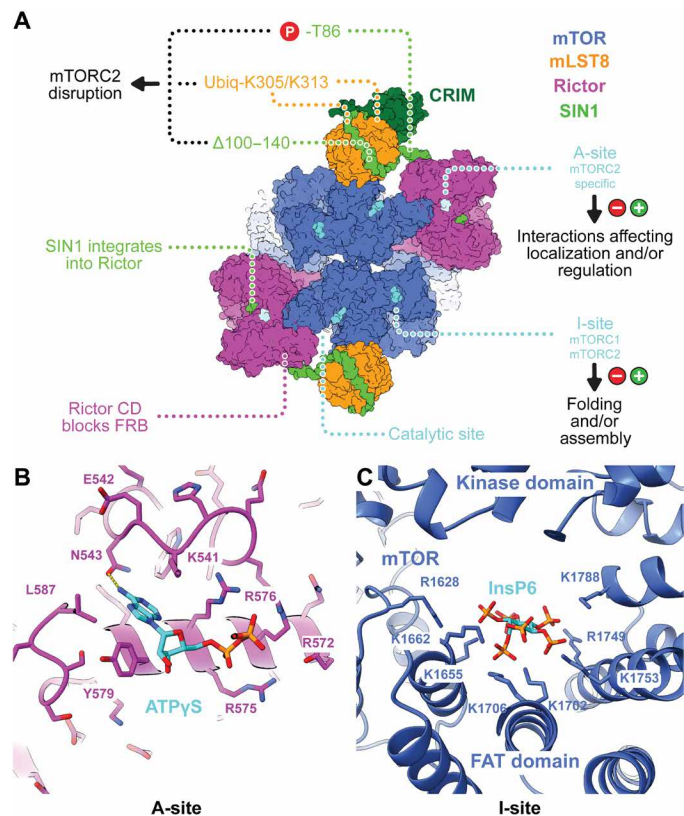 A
P -T86
mTOR
mLST8
Rictor
SIN1
mTORC2
disruption
Ubiq-K305/K313
CRIM
Δ100–140
A-site
mTORC2
specific
Interactions affecting
localization and/or
regulation
SIN1 integrates
into Rictor
I-site
mTORC1
mTORC2
Folding
and/or
assembly
Rictor CD
blocks FRB
Catalytic site
B
E542
N543
K541
L587
R576
R572
Y579
R575
ATPγS
A-site
C
Kinase domain
mTOR
R1628
InsP6
K1788
K1662
R1749
K1655
K1753
K1706
K1702
FAT domain
I-site